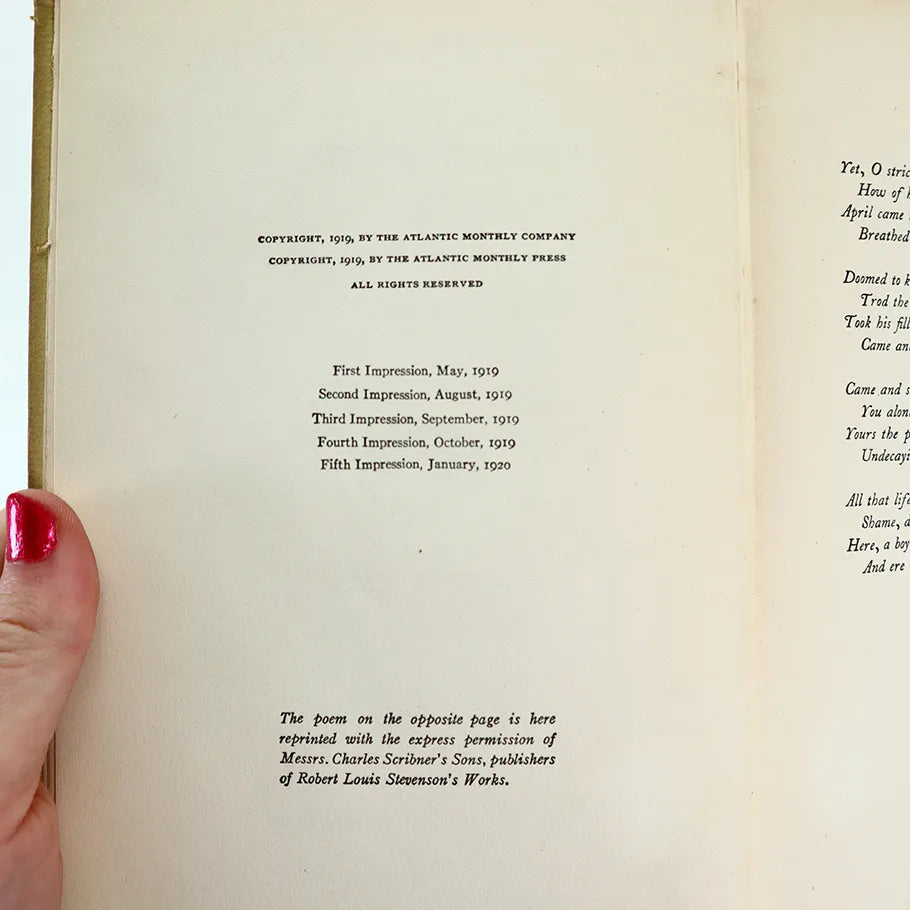 COPYRIGHT, 1919, BY THE ATLANTIC MONTHLY COMPANY
COPYRIGHT, 1919, BY THE ATLANTIC MONTHLY PRESS
ALL RIGHTS RESERVED
First Impression, May, 1919
Second Impression, August, 1919
Third Impression, September, 1919
Fourth Impression, October, 1919
Fifth Impression, January, 1920
The poem on the opposite page is here
reprinted with the express permission of
Messrs. Charles Scribner's Sons, publishers
of Robert Louis Stevenson's Works.
Yet, O
How of
April came
Breathed
Doomed to
Trod the
Took his
Came
Came and
You
Yours the
All that
Shame,
Here, a boy
And ere